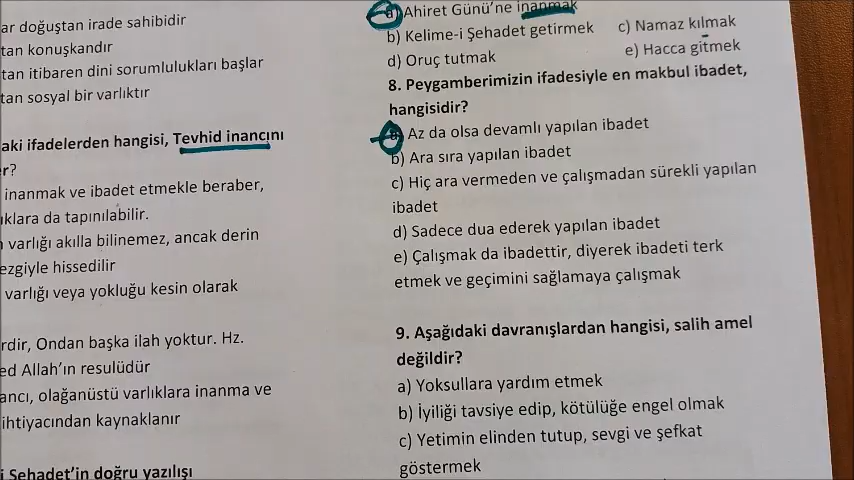 ar doğuştan irade sahibidir
tan konuşkandır
tan itibaren dini sorumlulukları başlar
tan sosyal bir varlıktır
aki ifadelerden hangisi, Tevhid inancını
r?
inanmak ve ibadet etmekle beraber,
ıklara da tapınılabilir.
varlığı akılla bilinemez, ancak derin
ezgiyle hissedilir
varlığı veya yokluğu kesin olarak
rdir, Ondan başka ilah yoktur. Hz.
ed Allah'ın resulüdür
ancı, olağanüstü varlıklara inanma ve
ihtiyacından kaynaklanır
i Şehadet'in doğru yazılışı
a) Ahiret Günü'ne inanmak
b) Kelime-i Şehadet getirmek c) Namaz kılmak
d) Oruç tutmak e) Hacca gitmek
8. Peygamberimizin ifadesiyle en makbul ibadet,
hangisidir?
a) Az da olsa devamlı yapılan ibadet
b) Ara sıra yapılan ibadet
c) Hiç ara vermeden ve çalışmadan sürekli yapılan
ibadet
d) Sadece dua ederek yapılan ibadet
e) Çalışmak da ibadettir, diyerek ibadeti terk
etmek ve geçimini sağlamaya çalışmak
9. Aşağıdaki davranışlardan hangisi, salih amel
değildir?
a) Yoksullara yardım etmek
b) İyiliği tavsiye edip, kötülüğe engel olmak
c) Yetimin elinden tutup, sevgi ve şefkat
göstermek